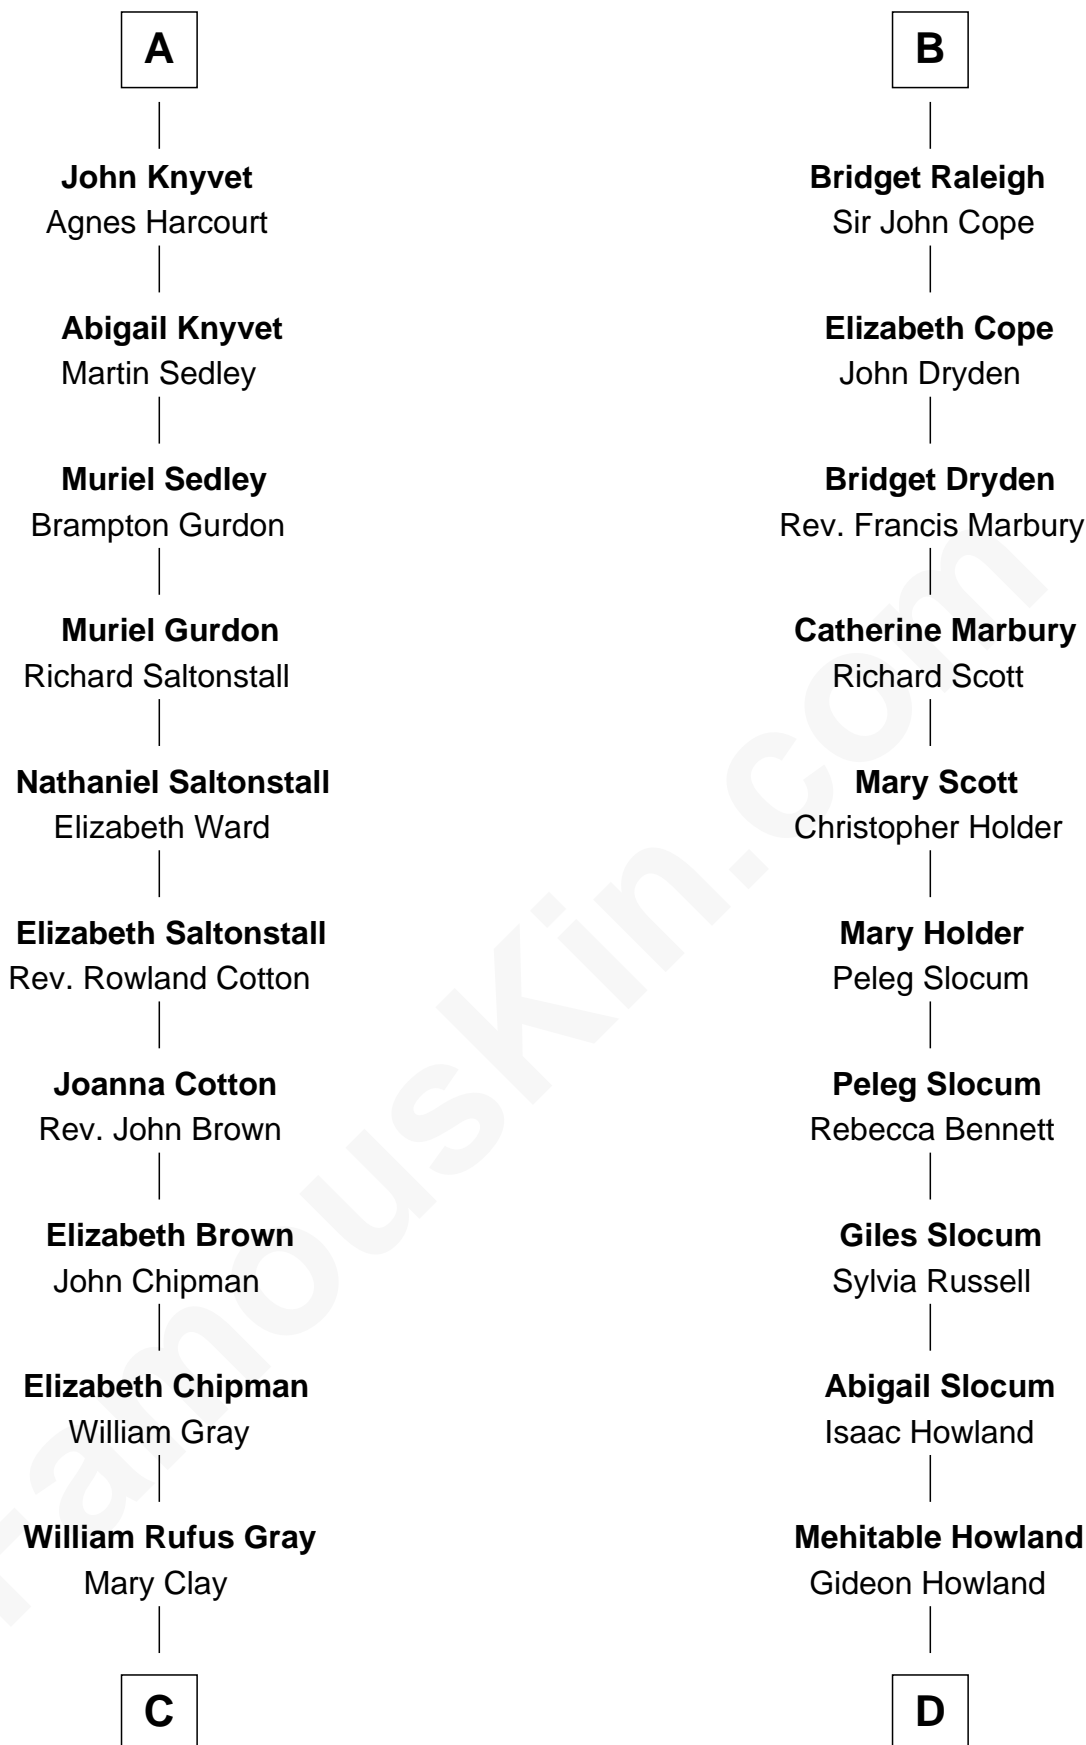 A
John Knyvet
Agnes Harcourt
Abigail Knyvet
Martin Sedley
Muriel Sedley
Brampton Gurdon
Muriel Gurdon
Richard Saltonstall
Nathaniel Saltonstall
Elizabeth Ward
Elizabeth Saltonstall
Rev. Rowland Cotton
Joanna Cotton
Rev. John Brown
Elizabeth Brown
John Chipman
Elizabeth Chipman
William Gray
William Rufus Gray
Mary Clay
C
B
Bridget Raleigh
Sir John Cope
Elizabeth Cope
John Dryden
Bridget Dryden
Rev. Francis Marbury
Catherine Marbury
Richard Scott
Mary Scott
Christopher Holder
Mary Holder
Peleg Slocum
Peleg Slocum
Rebecca Bennett
Giles Slocum
Sylvia Russell
Abigail Slocum
Isaac Howland
Mehitable Howland
Gideon Howland
D
FamousKin.com